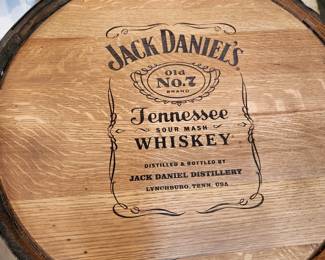 JACK DANIEL'S
Old
No.7
BRAND
Tennessee
SOUR MASH
WHISKEY
DISTILLED & BOTTLED BY
JACK DANIEL DISTILLERY
LYNCHBURG, TENN. USA